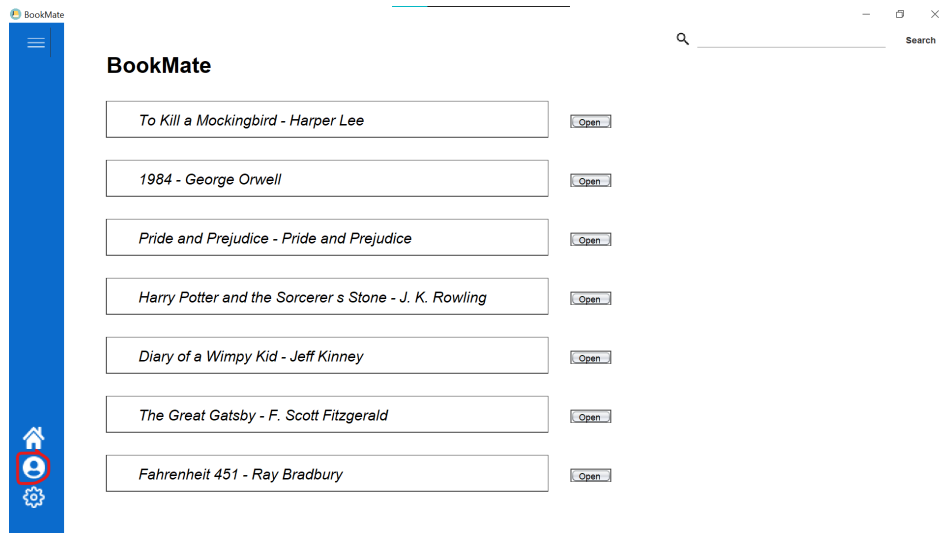 BookMate
Search
BookMate
To Kill a Mockingbird - Harper Lee
Open
1984 - George Orwell
Open
Pride and Prejudice - Pride and Prejudice
Open
Harry Potter and the Sorcerer s Stone - J. K. Rowling
Open
Diary of a Wimpy Kid - Jeff Kinney
Open
The Great Gatsby - F. Scott Fitzgerald
Open
Fahrenheit 451 - Ray Bradbury
Open